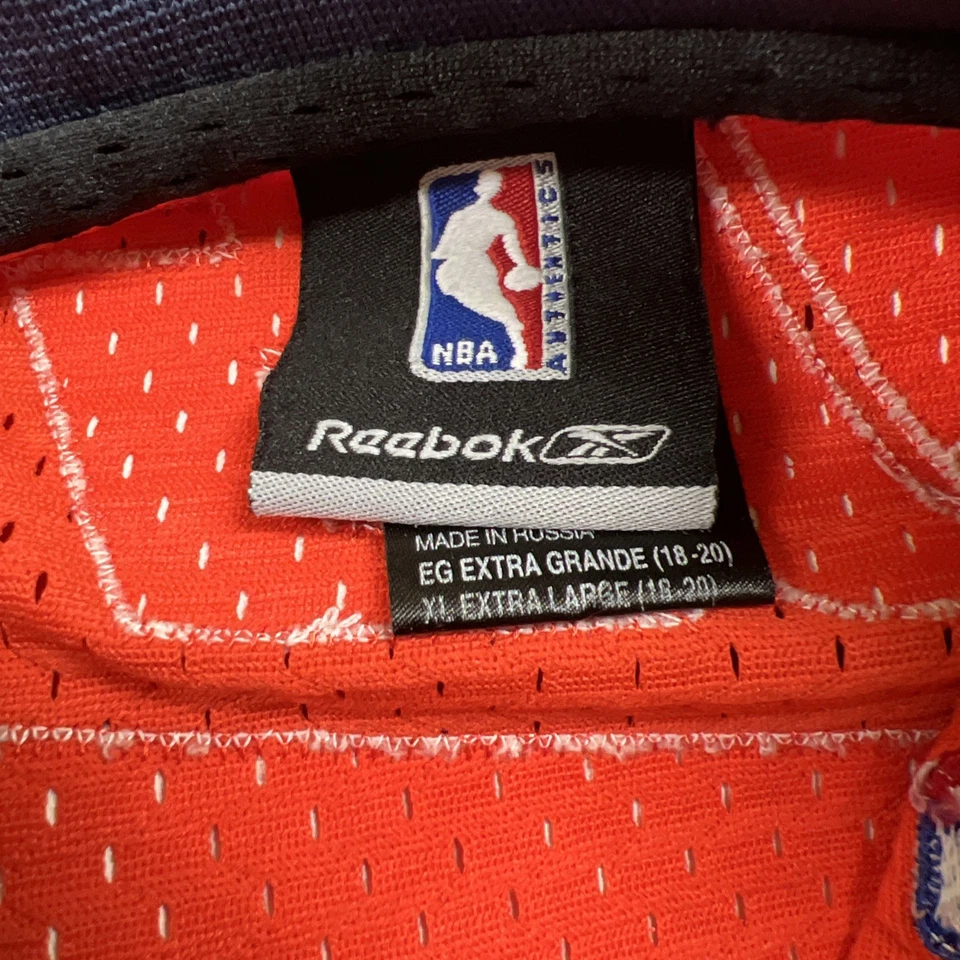 NBA
AUTHENTICS
Reebok
MADE IN RUSSIA
EG EXTRA GRANDE (18-20)
XL EXTRA LARGE (18-20)